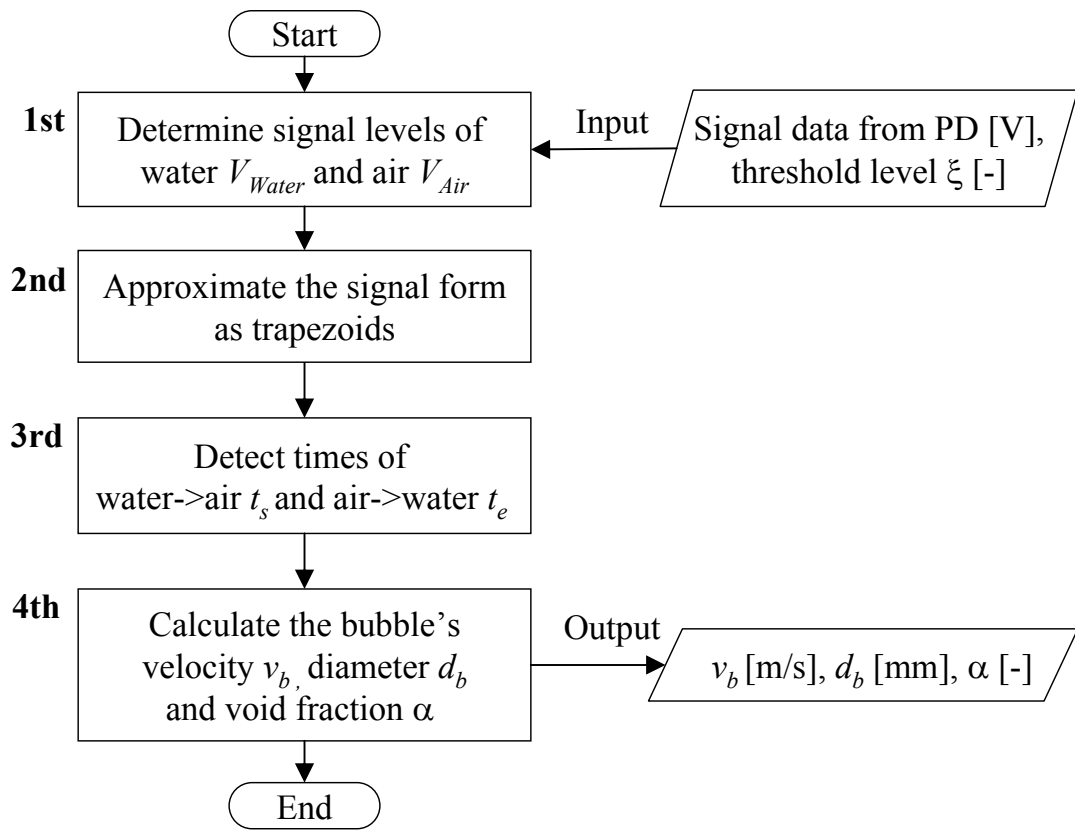 Start
1st
Determine signal levels of
water V_Water and air V_Air
Input
Signal data from PD [V],
threshold level ξ [-]
2nd
Approximate the signal form
as trapezoids
3rd
Detect times of
water->air t_s and air->water t_e
4th
Calculate the bubble’s
velocity v_b, diameter d_b
and void fraction α
Output
v_b [m/s], d_b [mm], α [-]
End